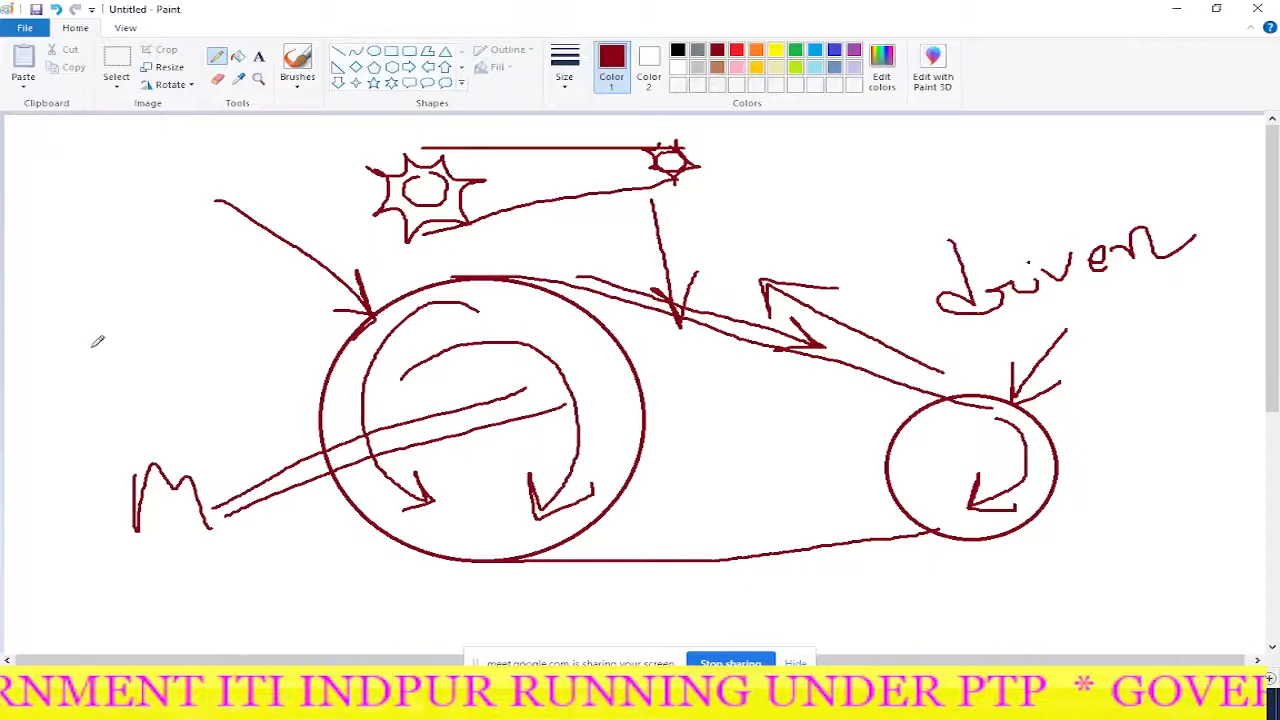 Untitled - Paint
File Home View
Paste
Cut
Copy
Clipboard
Select
Crop
Resize
Rotate
Image
A
Tools
Brushes
Shapes
Outline
Fill
Size
Color 1
Color 2
Edit colors
Colors
Edit with Paint 3D
driven
M
meet.google.com is sharing your screen. Stop sharing Hide
RNMENT ITI INDPUR RUNNING UNDER PTP * GOVER